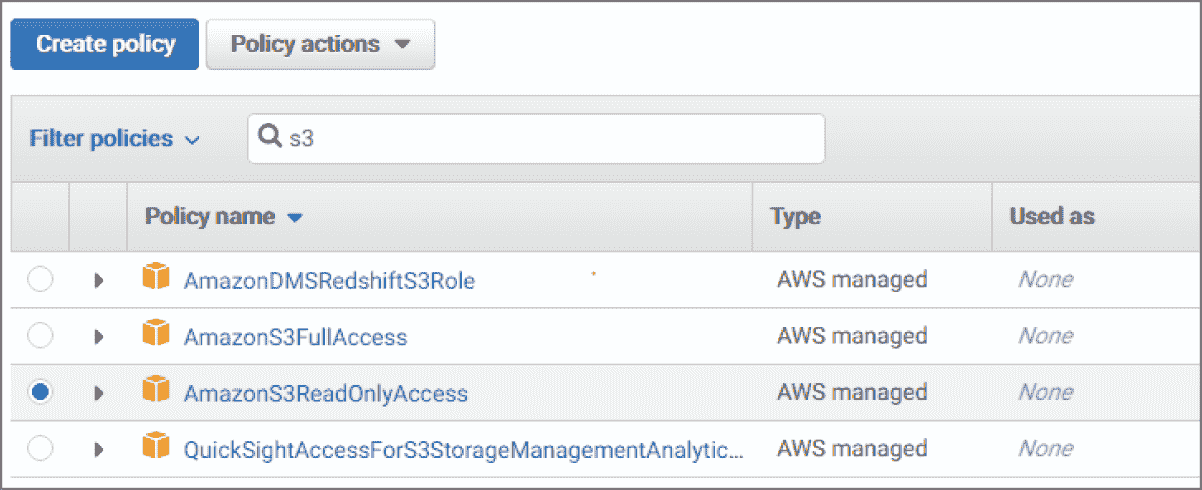 Create policy Policy actions
Filter policies s3
Policy name Type Used as
AmazonDMSRedshiftS3Role AWS managed None
AmazonS3FullAccess AWS managed None
AmazonS3ReadOnlyAccess AWS managed None
QuickSightAccessForS3StorageManagementAnalytic... AWS managed None